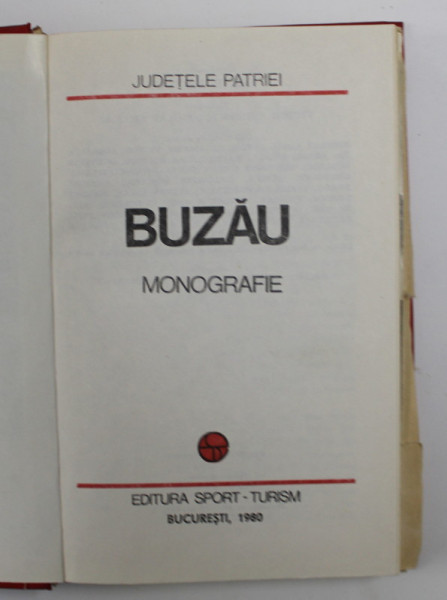 JUDEȚELE PATRIEI
BUZĂU
MONOGRAFIE
EDITURA SPORT-TURISM
BUCUREȘTI, 1980